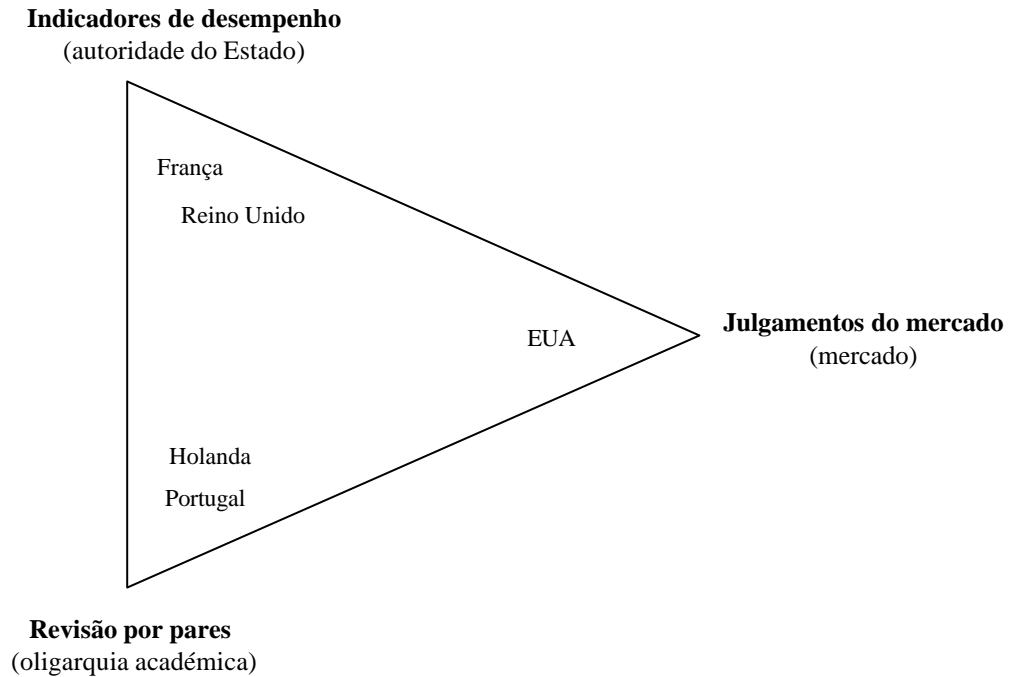 Indicadores de desempenho
(autoridade do Estado)
França
Reino Unido
EUA
Julgamentos do mercado
(mercado)
Holanda
Portugal
Revisão por pares
(oligarquia académica)